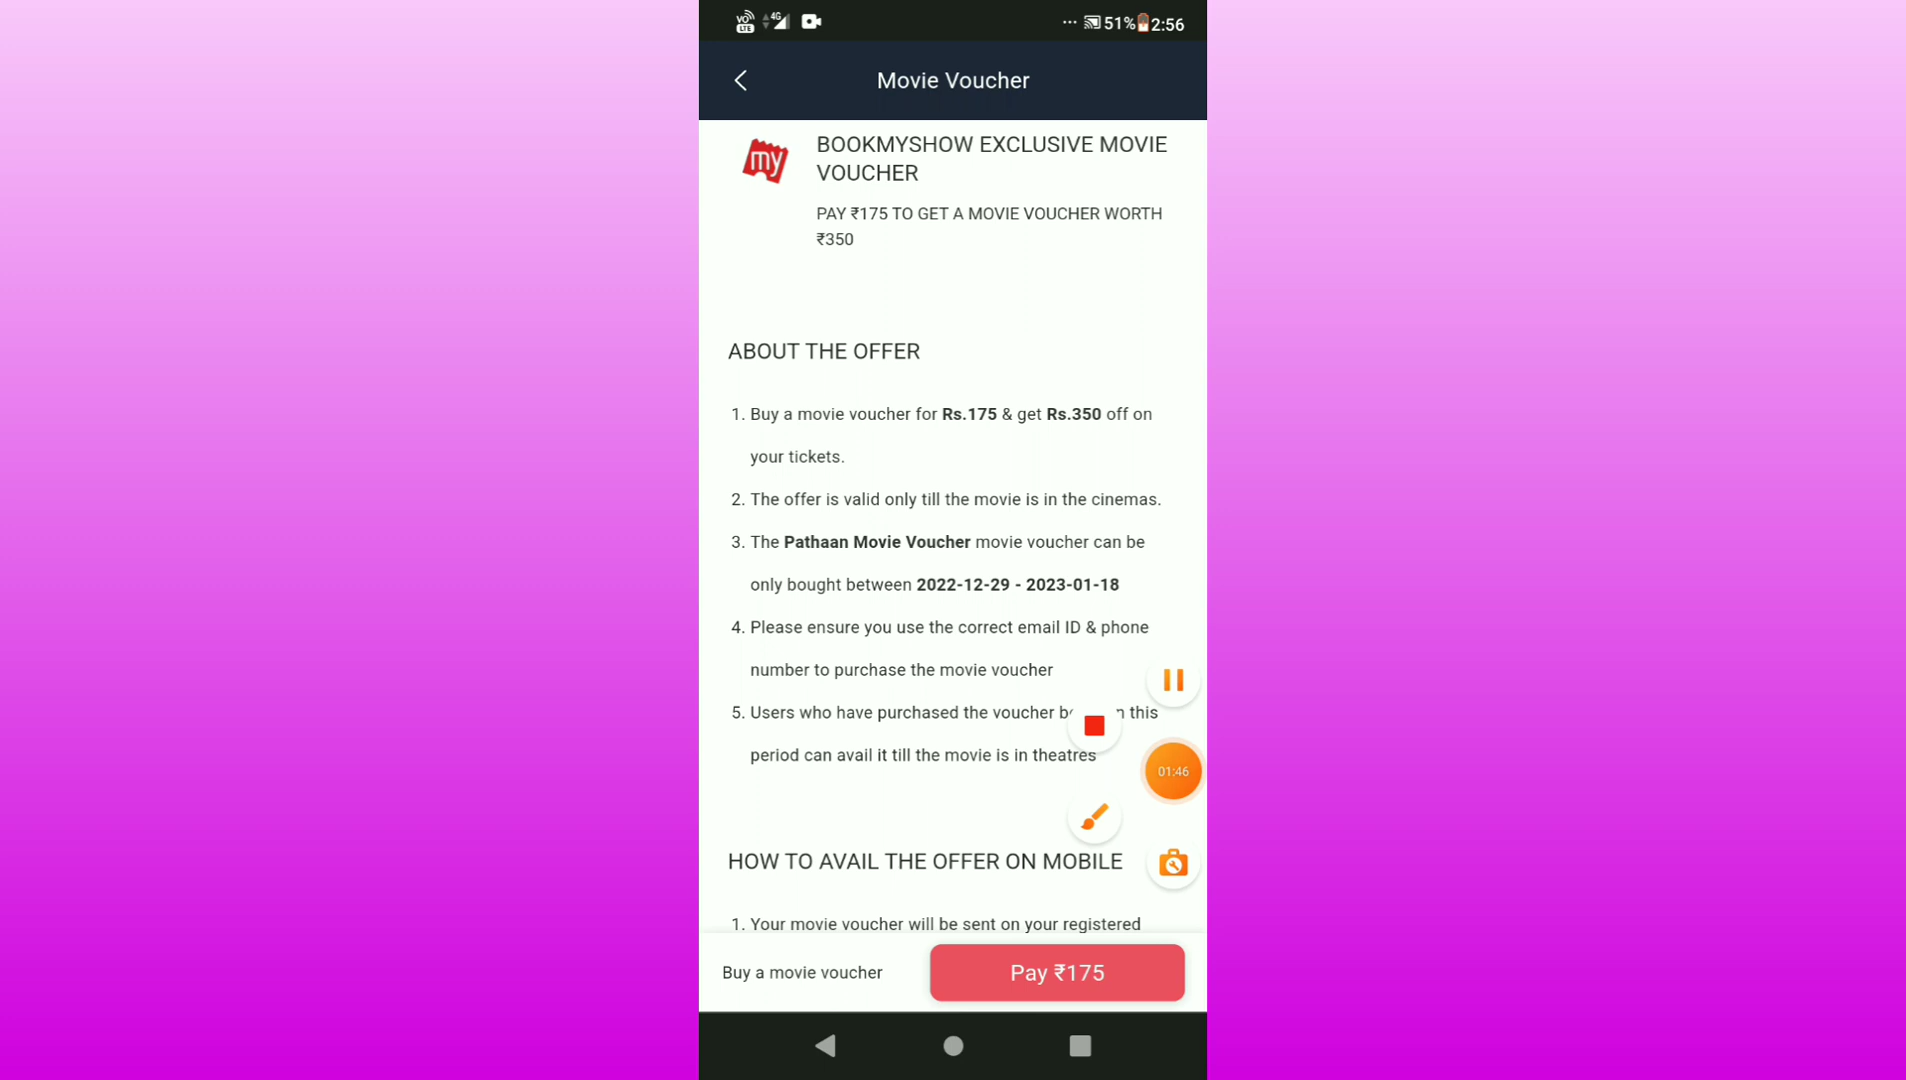 VO LTE 4G ... 51% 2:56
Movie Voucher
my
BOOKMYSHOW EXCLUSIVE MOVIE
VOUCHER
PAY ₹175 TO GET A MOVIE VOUCHER WORTH
₹350
ABOUT THE OFFER
1. Buy a movie voucher for Rs.175 & get Rs.350 off on
your tickets.
2. The offer is valid only till the movie is in the cinemas.
3. The Pathaan Movie Voucher movie voucher can be
only bought between 2022-12-29 - 2023-01-18
4. Please ensure you use the correct email ID & phone
number to purchase the movie voucher
5. Users who have purchased the voucher this
period can avail it till the movie is in theatres
01:46
HOW TO AVAIL THE OFFER ON MOBILE
1. Your movie voucher will be sent on your registered
Buy a movie voucher
Pay ₹175